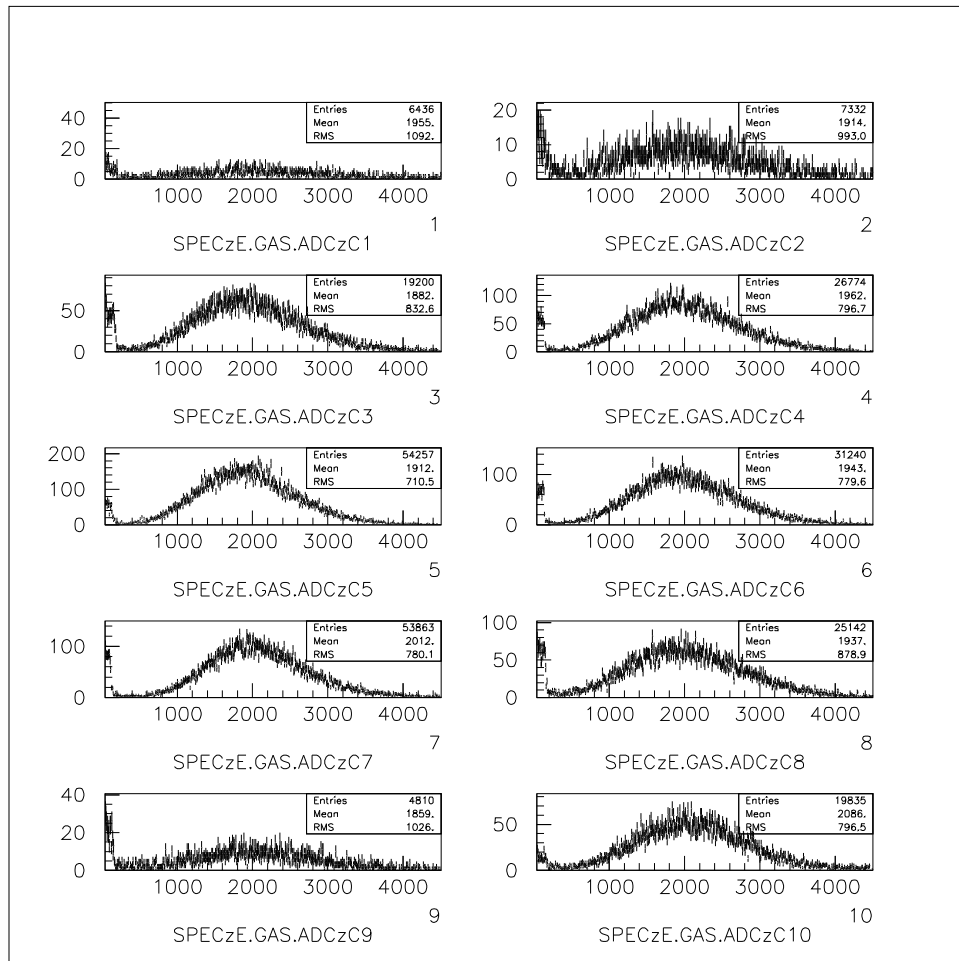 Entries 6436
Mean 1955.
RMS 1092.
40
20
0
1000 2000 3000 4000
1
SPECzE.GAS.ADCzC1
Entries 7332
Mean 1914.
RMS 993.0
20
10
0
1000 2000 3000 4000
2
SPECzE.GAS.ADCzC2
Entries 19200
Mean 1882.
RMS 832.6
50
0
1000 2000 3000 4000
3
SPECzE.GAS.ADCzC3
Entries 26774
Mean 1962.
RMS 796.7
100
50
0
1000 2000 3000 4000
4
SPECzE.GAS.ADCzC4
Entries 54257
Mean 1912.
RMS 710.5
200
100
0
1000 2000 3000 4000
5
SPECzE.GAS.ADCzC5
Entries 31240
Mean 1943.
RMS 779.6
100
0
1000 2000 3000 4000
6
SPECzE.GAS.ADCzC6
Entries 53863
Mean 2012.
RMS 780.1
100
0
1000 2000 3000 4000
7
SPECzE.GAS.ADCzC7
Entries 25142
Mean 1937.
RMS 878.9
100
50
0
1000 2000 3000 4000
8
SPECzE.GAS.ADCzC8
Entries 4810
Mean 1859.
RMS 1026.
40
20
0
1000 2000 3000 4000
9
SPECzE.GAS.ADCzC9
Entries 19835
Mean 2086.
RMS 796.5
50
0
1000 2000 3000 4000
10
SPECzE.GAS.ADCzC10